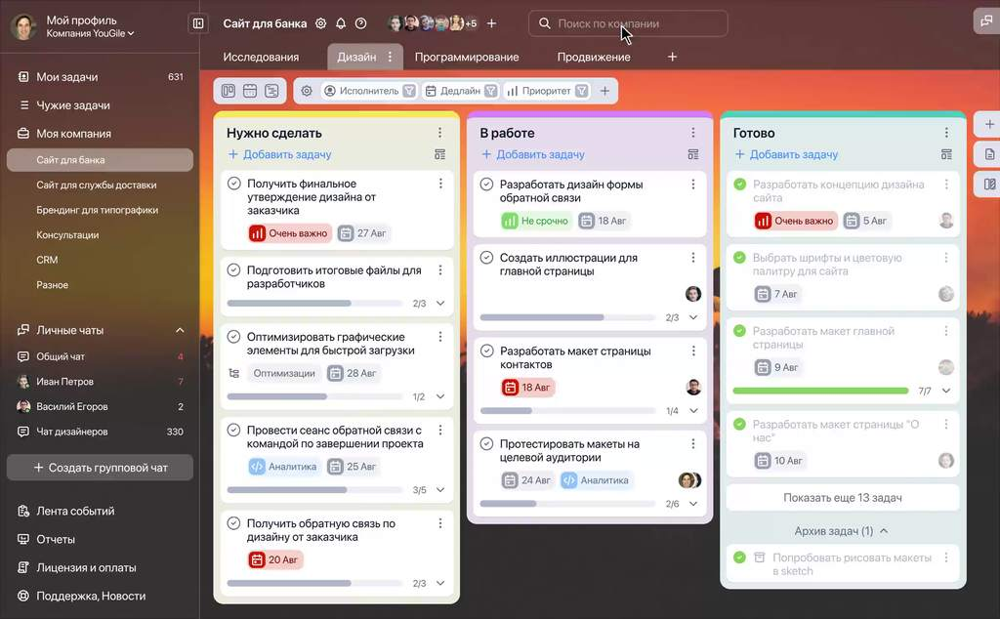 Мой профиль
Компания YouGile
Мои задачи 631
Чужие задачи
Моя компания
Сайт для банка
Сайт для службы доставки
Брендинг для типографики
Консультации
CRM
Разное
Личные чаты
Общий чат 4
Иван Петров 7
Василий Егоров 2
Чат дизайнеров 330
+ Создать групповой чат
Лента событий
Отчеты
Лицензия и оплаты
Поддержка, Новости
Сайт для банка +5 +
Поиск по компании
Исследования Дизайн Программирование Продвижение +
Исполнитель Дедлайн Приоритет +
Нужно сделать
+ Добавить задачу
Получить финальное
утверждение дизайна от
заказчика
Очень важно 27 Авг
Подготовить итоговые файлы для
разработчиков
2/3
Оптимизировать графические
элементы для быстрой загрузки
Оптимизации 28 Авг
1/2
Провести сеанс обратной связи с
командой по завершении проекта
Аналитика 25 Авг
3/5
Получить обратную связь по
дизайну от заказчика
20 Авг
2/3
В работе
+ Добавить задачу
Разработать дизайн формы
обратной связи
Не срочно 18 Авг
Создать иллюстрации для
главной страницы
2/3
Разработать макет страницы
контактов
18 Авг
1/4
Протестировать макеты на
целевой аудитории
24 Авг Аналитика
2/6
Готово
+ Добавить задачу
Разработать концепцию дизайна
сайта
Очень важно 5 Авг
Выбрать шрифты и цветовую
палитру для сайта
7 Авг
Разработать макет главной
страницы
9 Авг
7/7
Разработать макет страницы "О
нас"
10 Авг
Показать еще 13 задач
Архив задач (1)
Попробовать рисовать макеты
в sketch